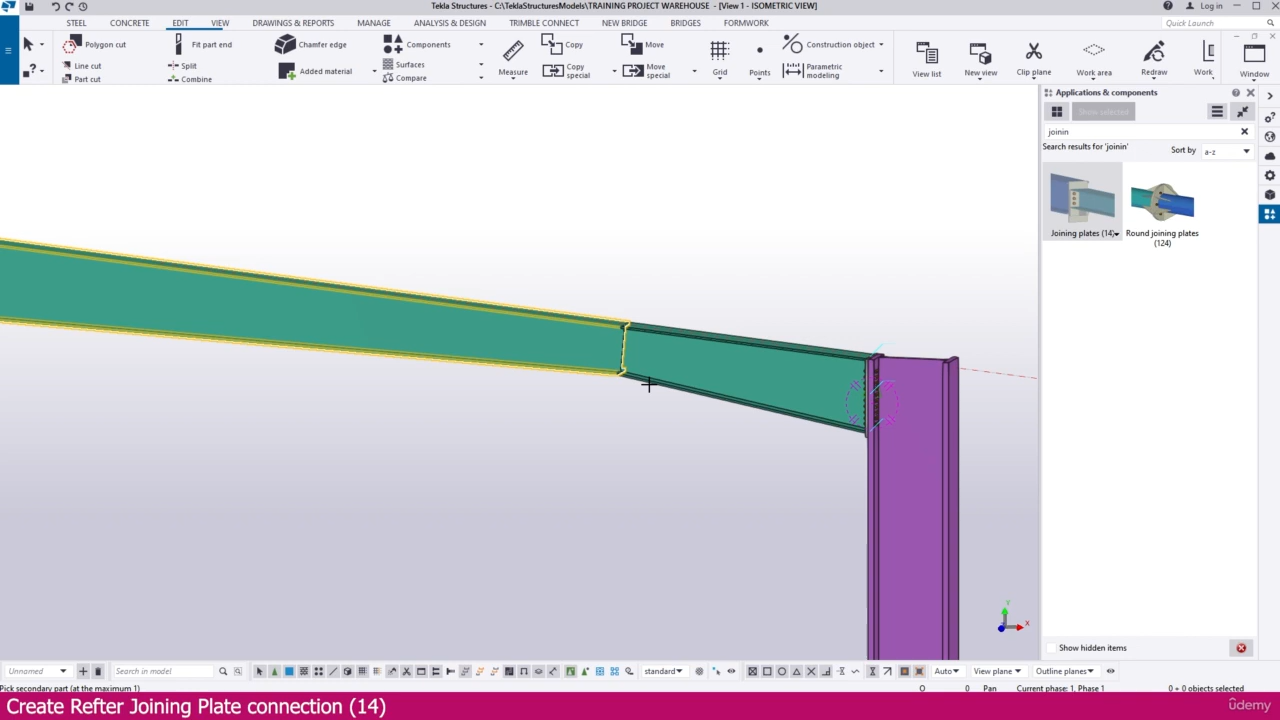 Tekla Structures - C:\TeklaStructuresModels\TRAINING PROJECT WAREHOUSE - [View 1 - ISOMETRIC VIEW]
Log in
STEEL CONCRETE EDIT VIEW DRAWINGS & REPORTS MANAGE ANALYSIS & DESIGN TRIMBLE CONNECT NEW BRIDGE BRIDGES FORMWORK
Quick Launch
Polygon cut Fit part end Chamfer edge Components Copy Move Construction object
Line cut Split Added material Surfaces Measure Copy special Move special Grid Points Parametric modeling View list New view Clip plane Work area Redraw Work Window
Part cut Combine Compare
Applications & components
Show selected
joinin
Search results for 'joinin' Sort by a-z
Joining plates (14)
Round joining plates (124)
Y
X
Show hidden items
Unnamed Search in model standard Auto View plane Outline planes
Pick secondary part (at the maximum 1) O 0 Pan Current phase: 1, Phase 1 0 + 0 objects selected
Create Refter Joining Plate connection (14)
ûdemy